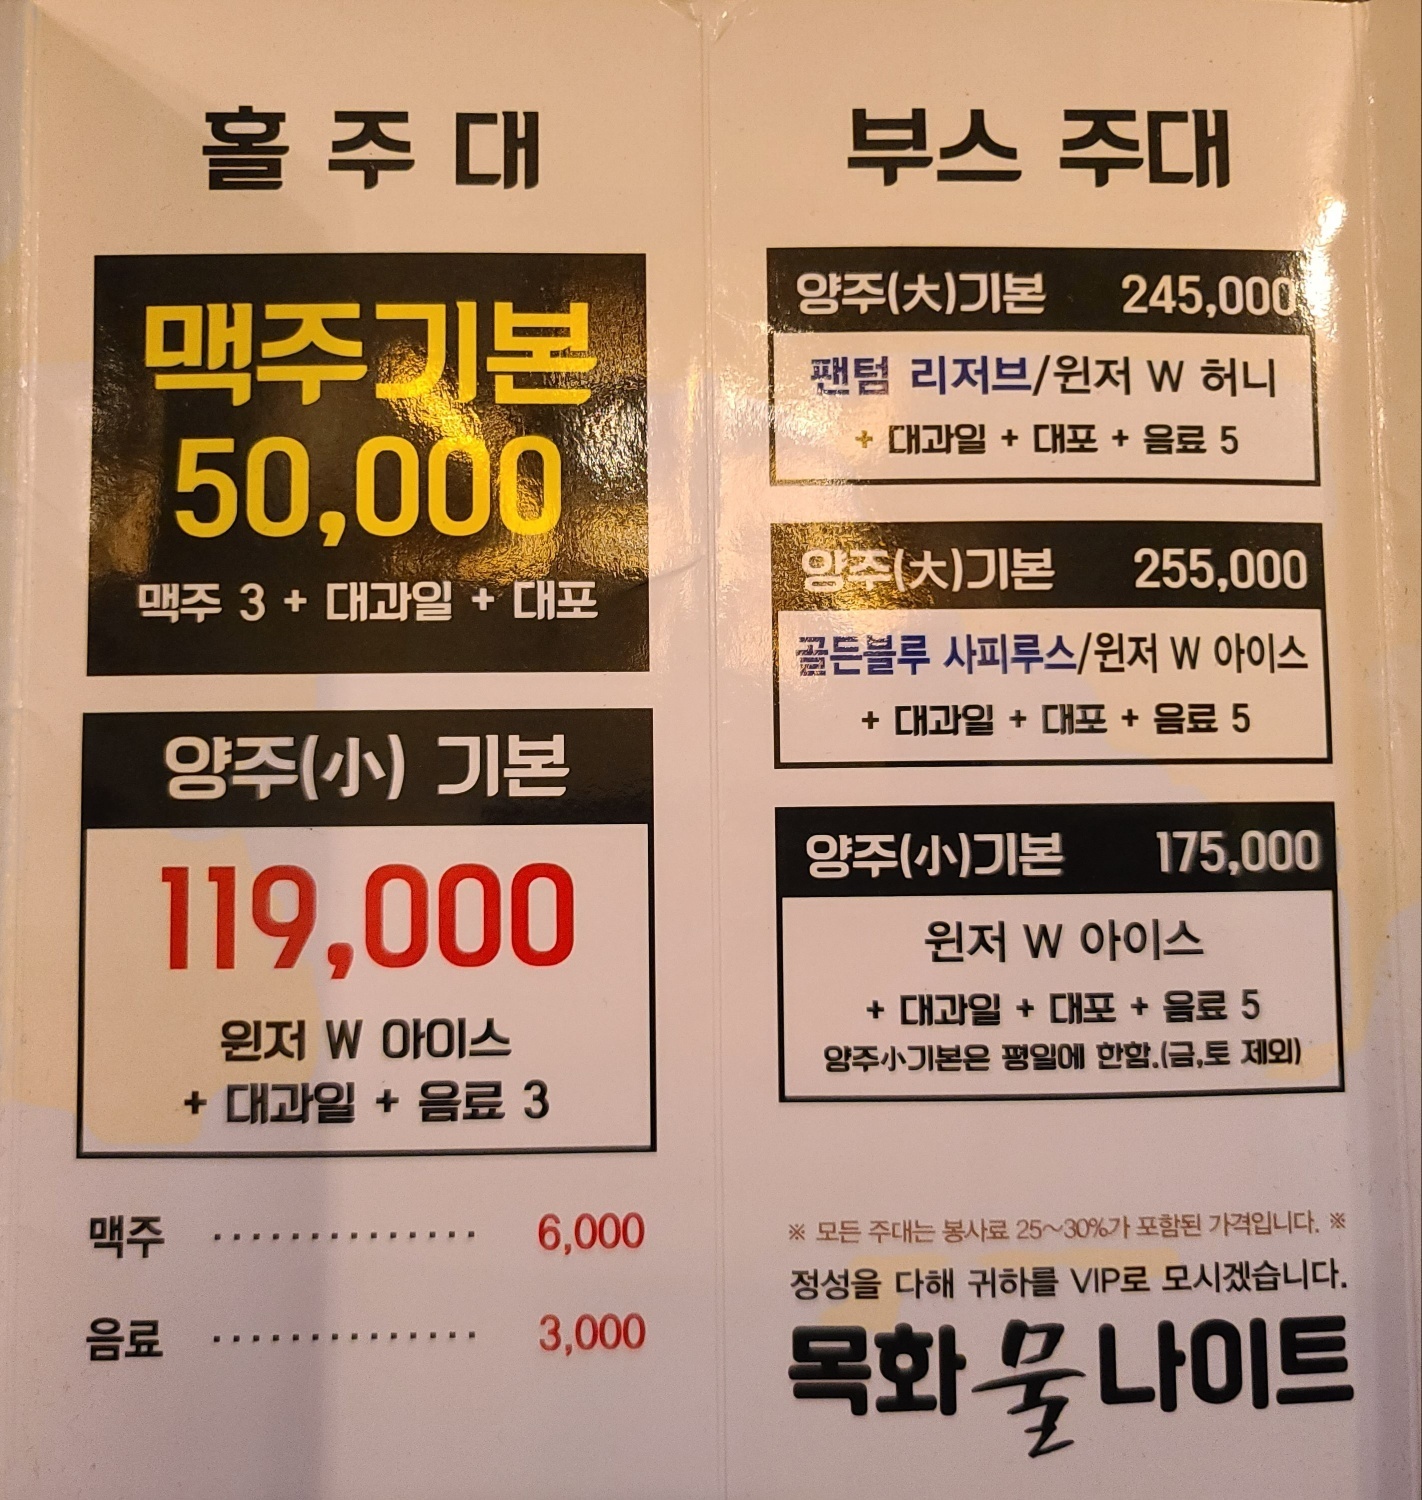 홀 주 대
맥주기본
50,000
맥주 3 + 대과일 + 대포
양주(小) 기본
119,000
윈저 W 아이스
+ 대과일 + 음료 3
맥주 ·············· 6,000
음료 ·············· 3,000
부스 주대
양주(大)기본 245,000
팬텀 리저브/윈저 W 허니
+ 대과일 + 대포 + 음료 5
양주(大)기본 255,000
골든블루 사피루스/윈저 W 아이스
+ 대과일 + 대포 + 음료 5
양주(小)기본 175,000
윈저 W 아이스
+ 대과일 + 대포 + 음료 5
양주小기본은 평일에 한함.(금,토 제외)
※ 모든 주대는 봉사료 25~30%가 포함된 가격입니다. ※
정성을 다해 귀하를 VIP로 모시겠습니다.
목화 물 나이트